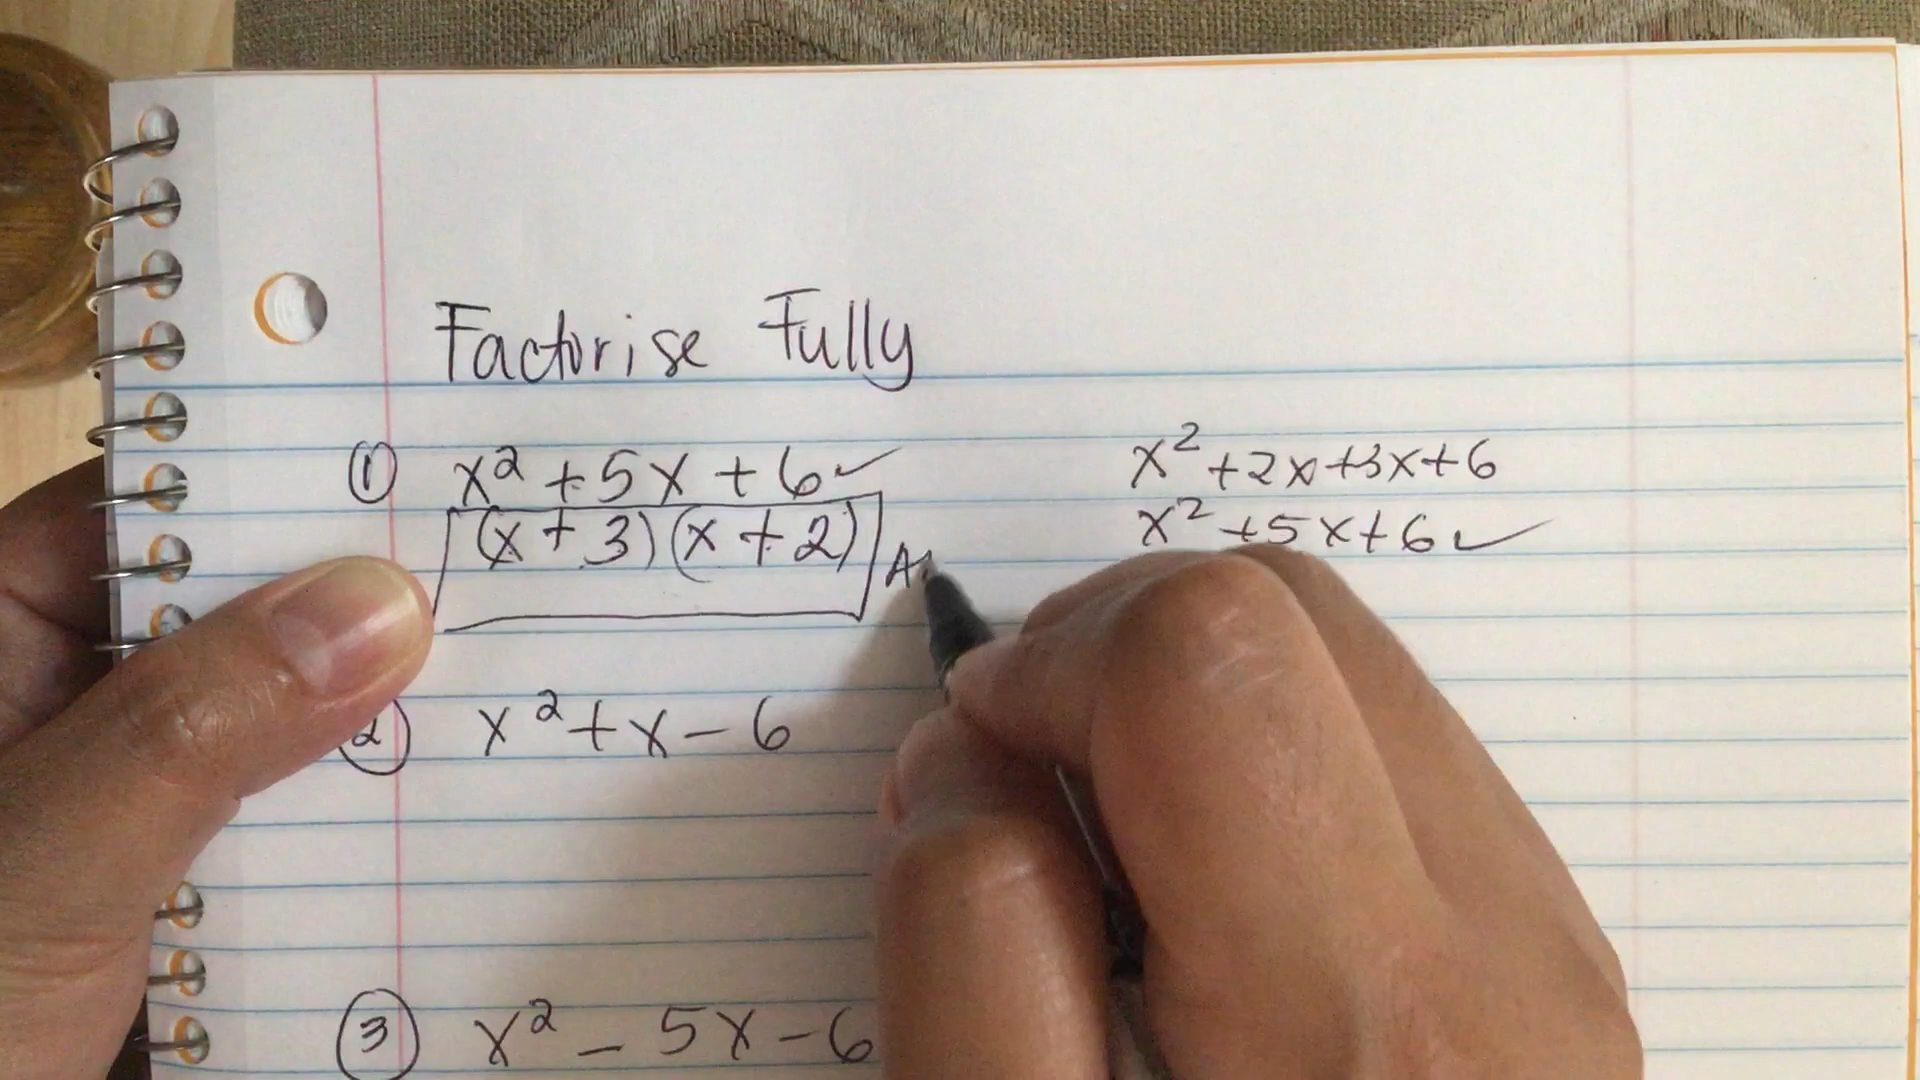 Factorise Fully
① x² + 5x + 6 ✓
(x + 3)(x + 2) A
x² + 2x + 3x + 6
x² + 5x + 6 ✓
② x² + x - 6
③ x² - 5x - 6